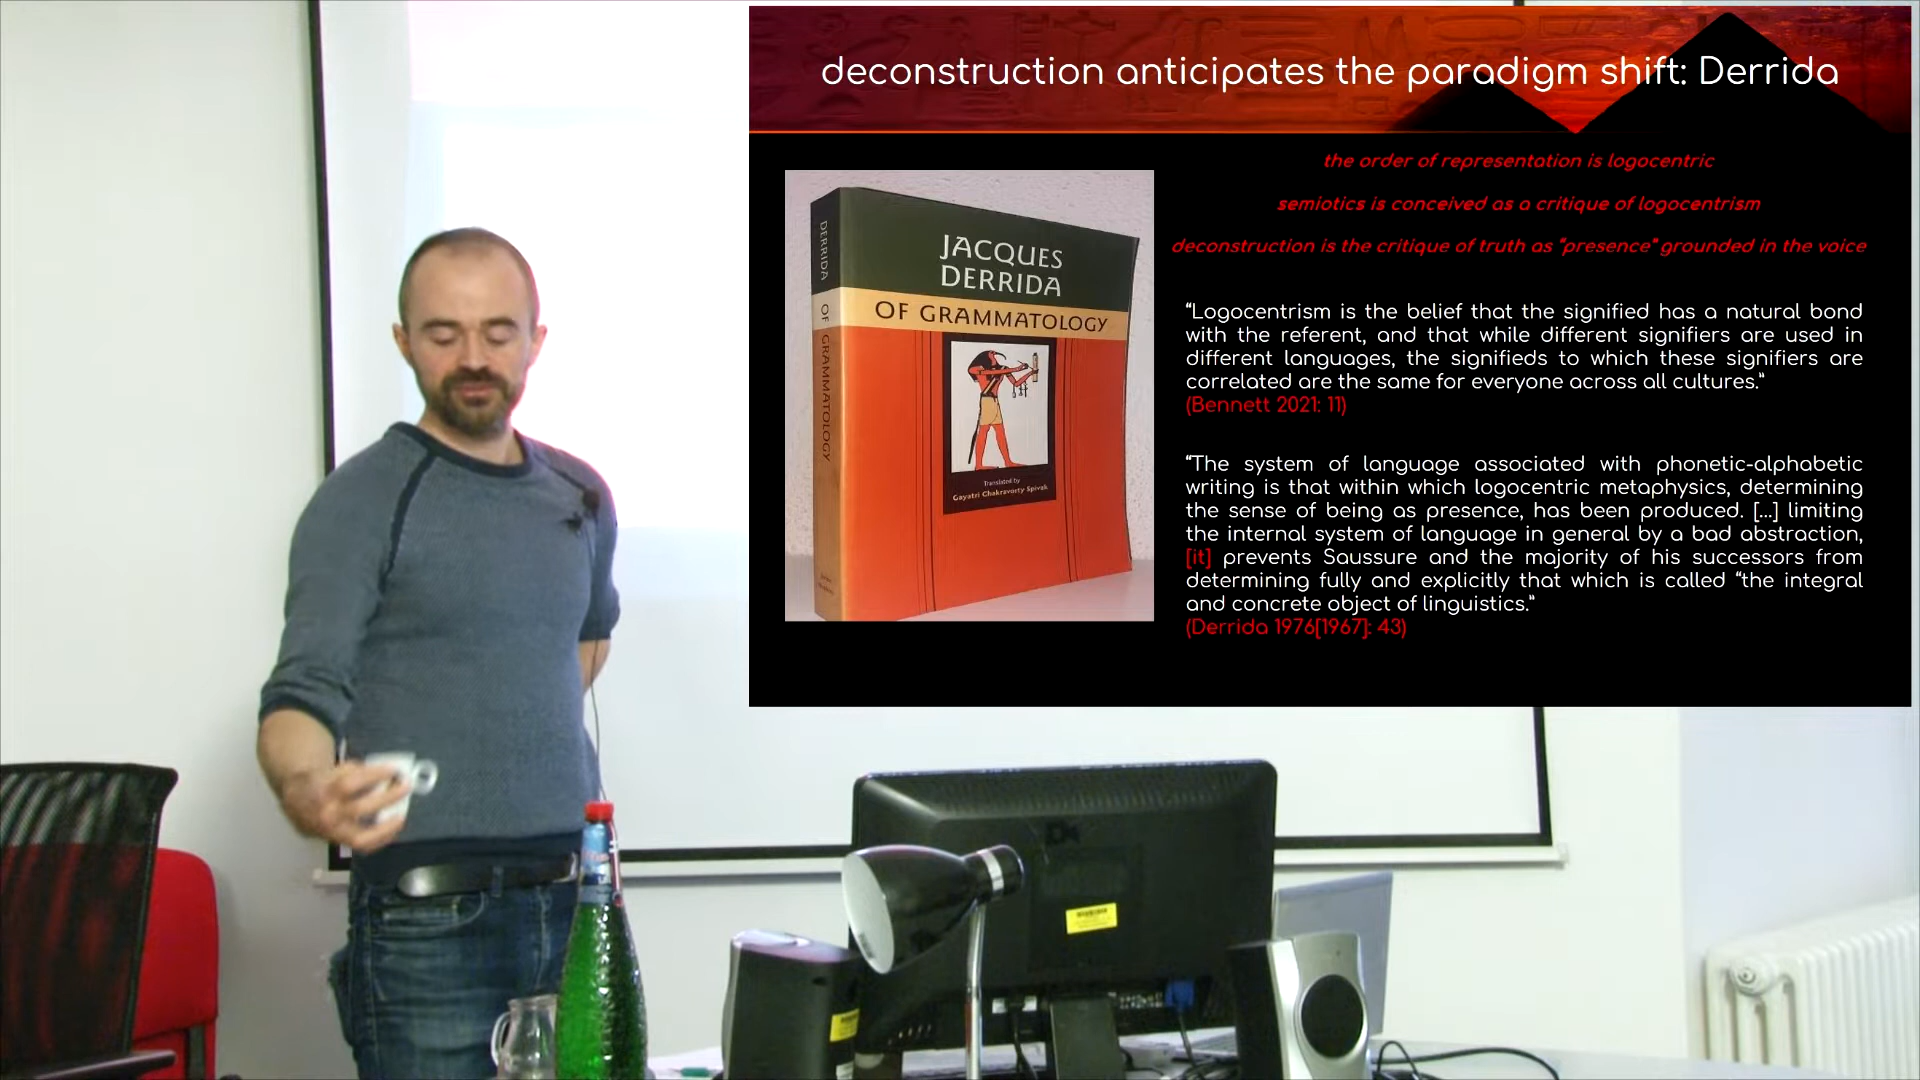 deconstruction anticipates the paradigm shift: Derrida
the order of representation is logocentric
semiotics is conceived as a critique of logocentrism
deconstruction is the critique of truth as "presence" grounded in the voice
DERRIDA OF GRAMMATOLOGY
JACQUES
DERRIDA
OF GRAMMATOLOGY
Translated by
Gayatri Chakravorty Spivak
“Logocentrism is the belief that the signified has a natural bond
with the referent, and that while different signifiers are used in
different languages, the signifieds to which these signifiers are
correlated are the same for everyone across all cultures.”
(Bennett 2021: 11)
“The system of language associated with phonetic-alphabetic
writing is that within which logocentric metaphysics, determining
the sense of being as presence, has been produced. [...] limiting
the internal system of language in general by a bad abstraction,
[it] prevents Saussure and the majority of his successors from
determining fully and explicitly that which is called “the integral
and concrete object of linguistics.”
(Derrida 1976[1967]: 43)